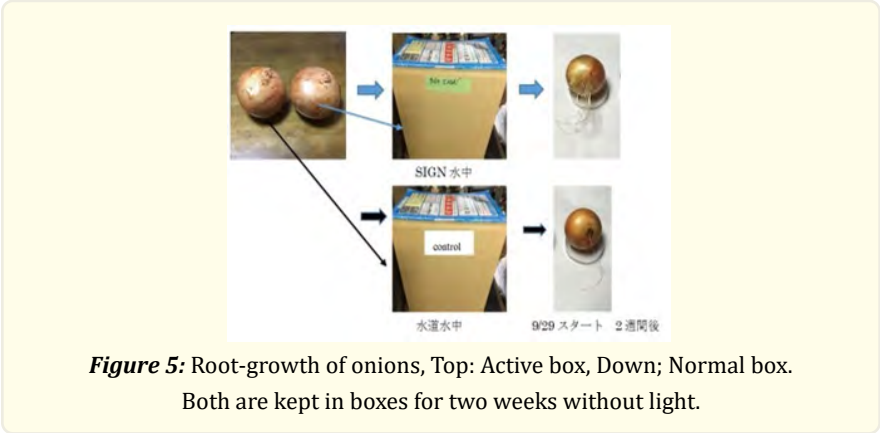 SIGN 水中
control
水道水中
9/29 スタート 2週間後
Figure 5: Root-growth of onions, Top: Active box, Down; Normal box.
Both are kept in boxes for two weeks without light.